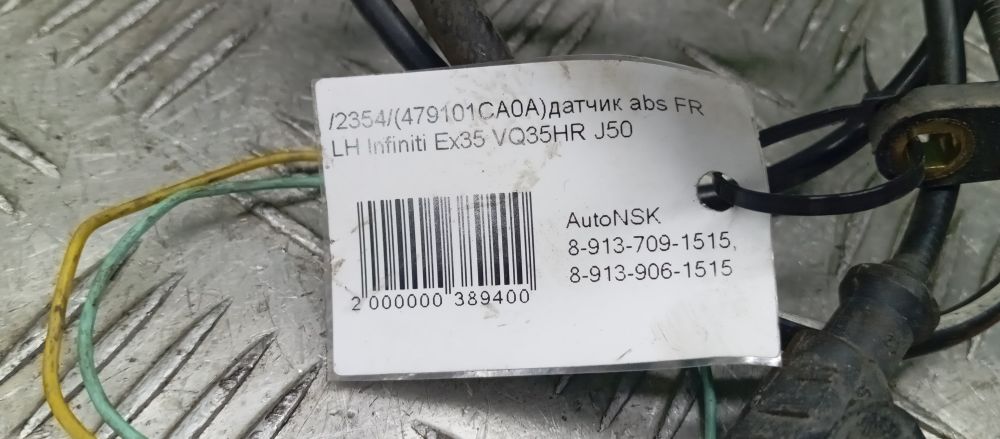 /2354/(479101CA0A)датчик abs FR
LH Infiniti Ex35 VQ35HR J50
AutoNSK
8-913-709-1515,
8-913-906-1515
2 000000 389400